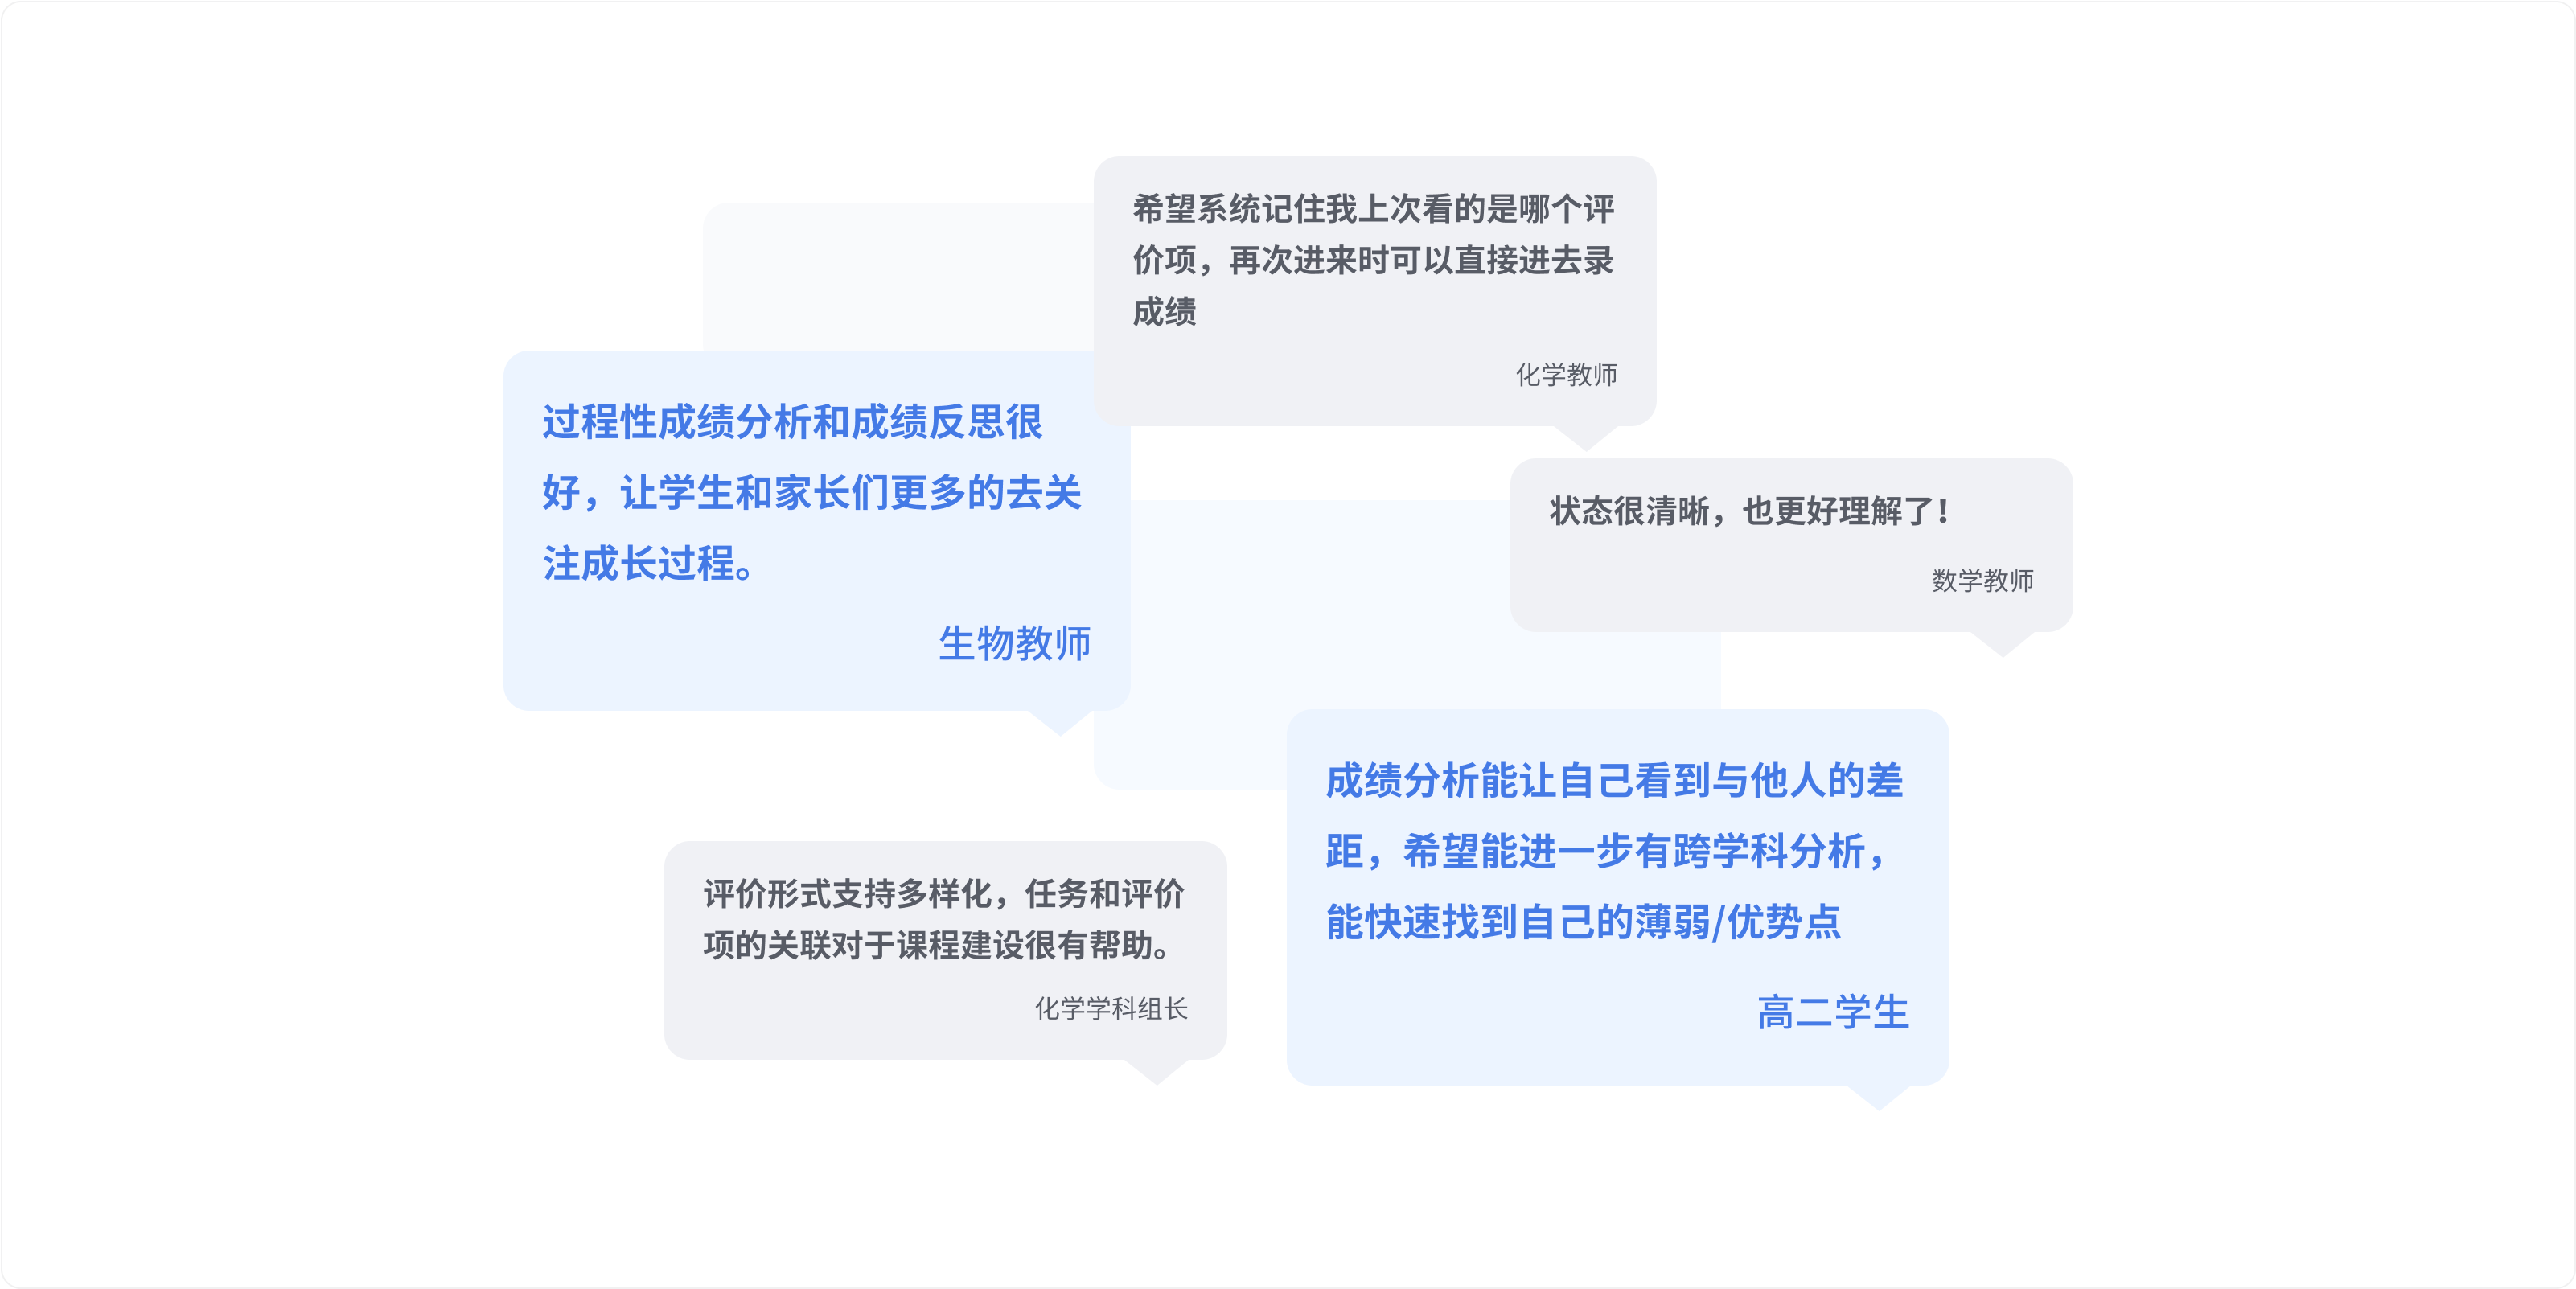 希望系统记住我上次看的是哪个评
价项，再次进来时可以直接进去录
成绩
化学教师
过程性成绩分析和成绩反思很
好，让学生和家长们更多的去关
注成长过程。
生物教师
状态很清晰，也更好理解了！
数学教师
成绩分析能让自己看到与他人的差
距，希望能进一步有跨学科分析，
能快速找到自己的薄弱/优势点
高二学生
评价形式支持多样化，任务和评价
项的关联对于课程建设很有帮助。
化学学科组长